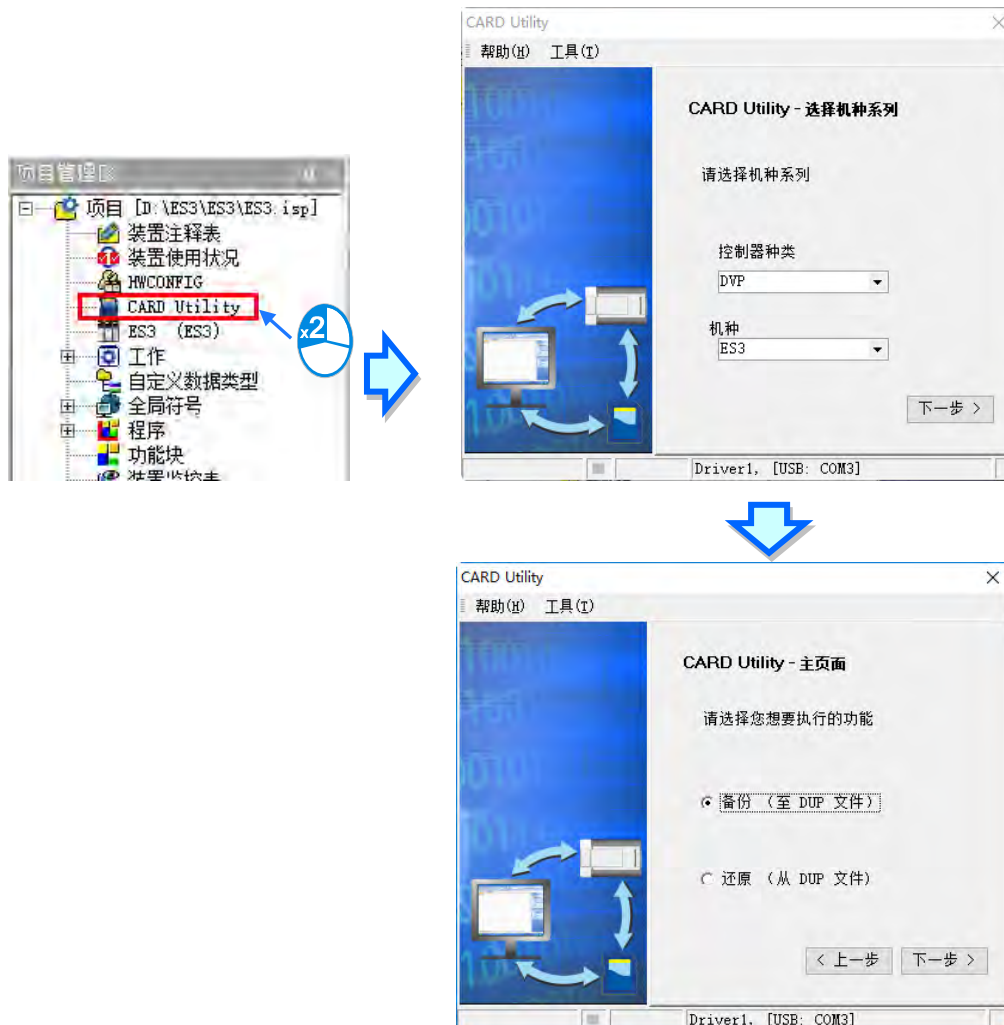 项目管理区
项目 [D:\ES3\ES3\ES3.isp]
装置注释表
装置使用状况
HWCONFIG
CARD Utility
ES3 (ES3)
工作
自定义数据类型
全局符号
程序
功能块
装置监控表
x2
CARD Utility
帮助(H) 工具(T)
CARD Utility - 选择机种系列
请选择机种系列
控制器种类
DVP
机种
ES3
下一步 >
Driver1, [USB: COM3]
CARD Utility
帮助(H) 工具(T)
CARD Utility - 主页面
请选择您想要执行的功能
备份 (至 DUP 文件)
还原 (从 DUP 文件)
< 上一步 下一步 >
Driver1, [USB: COM3]